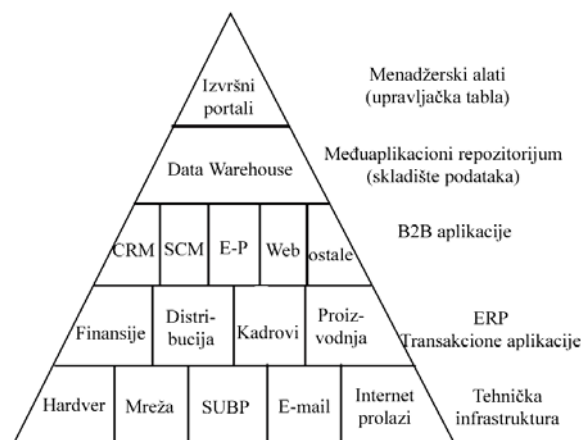 Izvršni
portali
Menadžerski alati
(upravljačka tabla)
Data Warehouse
Međuaplikacioni repozitorijum
(skladište podataka)
CRM
SCM
E-P
Web
ostale
B2B aplikacije
Finansije
Distri-
bucija
Kadrovi
Proiz-
vodnja
ERP
Transakcione aplikacije
Hardver
Mreža
SUBP
E-mail
Internet
prolazi
Tehnička
infrastruktura